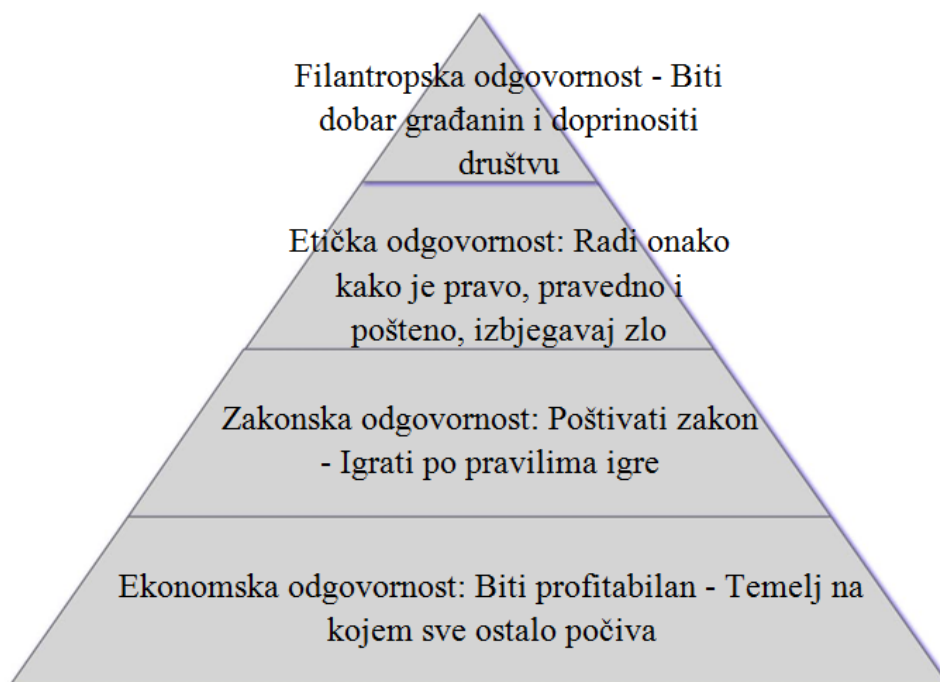 Filantropska odgovornost - Biti
dobar građanin i doprinositi
društvu
Etička odgovornost: Radi onako
kako je pravo, pravedno i
pošteno, izbjegavaj zlo
Zakonska odgovornost: Poštivati zakon
- Igrati po pravilima igre
Ekonomska odgovornost: Biti profitabilan - Temelj na
kojem sve ostalo počiva